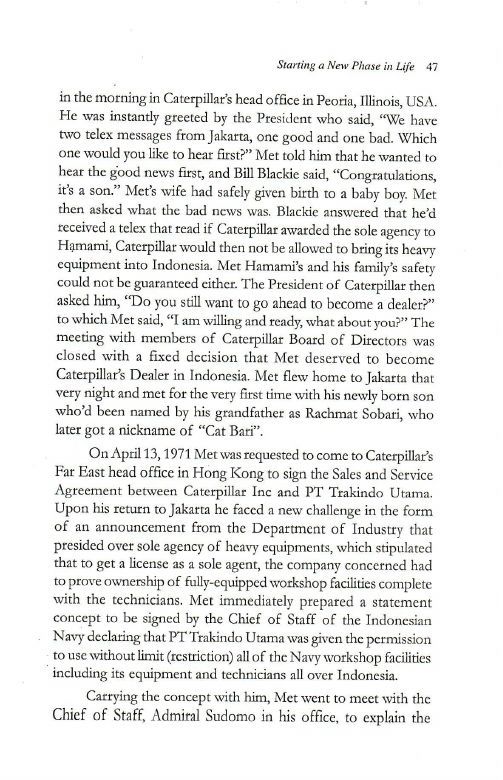 Starting a New Phase in Life 47
in the morning in Caterpillar's head office in Peoria, Illinois, USA.
He was instantly greeted by the President who said, “We have
two telex messages from Jakarta, one good and one bad. Which
one would you like to hear first?” Met told him that he wanted to
hear the good news first, and Bill Blackie said, “Congratulations,
it's a son.” Met's wife had safely given birth to a baby boy. Met
then asked what the bad news was. Blackie answered that he'd
received a telex that read if Caterpillar awarded the sole agency to
Hamami, Caterpillar would then not be allowed to bring its heavy
equipment into Indonesia. Met Hamami's and his family's safety
could not be guaranteed either. The President of Caterpillar then
asked him, “Do you still want to go ahead to become a dealer?”
to which Met said, “I am willing and ready, what about you?” The
meeting with members of Caterpillar Board of Directors was
closed with a fixed decision that Met deserved to become
Caterpillar's Dealer in Indonesia. Met flew home to Jakarta that
very night and met for the very first time with his newly born son
who'd been named by his grandfather as Rachmat Sobari, who
later got a nickname of “Cat Bari”.
On April 13, 1971 Met was requested to come to Caterpillar's
Far East head office in Hong Kong to sign the Sales and Service
Agreement between Caterpillar Inc and PT Trakindo Utama.
Upon his return to Jakarta he faced a new challenge in the form
of an announcement from the Department of Industry that
presided over sole agency of heavy equipments, which stipulated
that to get a license as a sole agent, the company concerned had
to prove ownership of fully-equipped workshop facilities complete
with the technicians. Met immediately prepared a statement
concept to be signed by the Chief of Staff of the Indonesian
Navy declaring that PT Trakindo Utama was given the permission
to use without limit (restriction) all of the Navy workshop facilities
including its equipment and technicians all over Indonesia.
Carrying the concept with him, Met went to meet with the
Chief of Staff, Admiral Sudomo in his office, to explain the